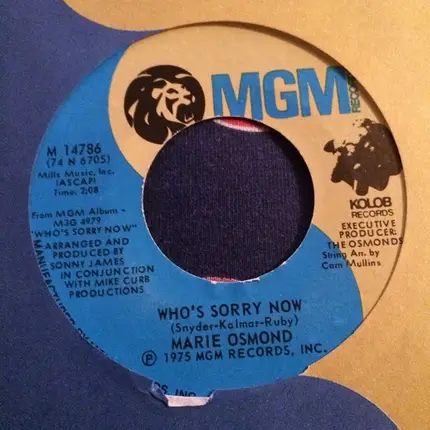 MGM
RECORDS
M 14786
(74 N 6705)
Mills Music, Inc.
(ASCAP)
Time: 2:08
From MGM Album -
M3G 4979
"WHO'S SORRY NOW"
ARRANGED AND
PRODUCED BY
SONNY JAMES
IN CONJUNCTION
WITH MIKE CURB
PRODUCTIONS
KOLOB
RECORDS
EXECUTIVE
PRODUCER:
THE OSMONDS
String Arr. by
Cam Mullins
WHO'S SORRY NOW
(Snyder-Kalmar-Ruby)
MARIE OSMOND
Ⓟ 1975 MGM RECORDS, INC.